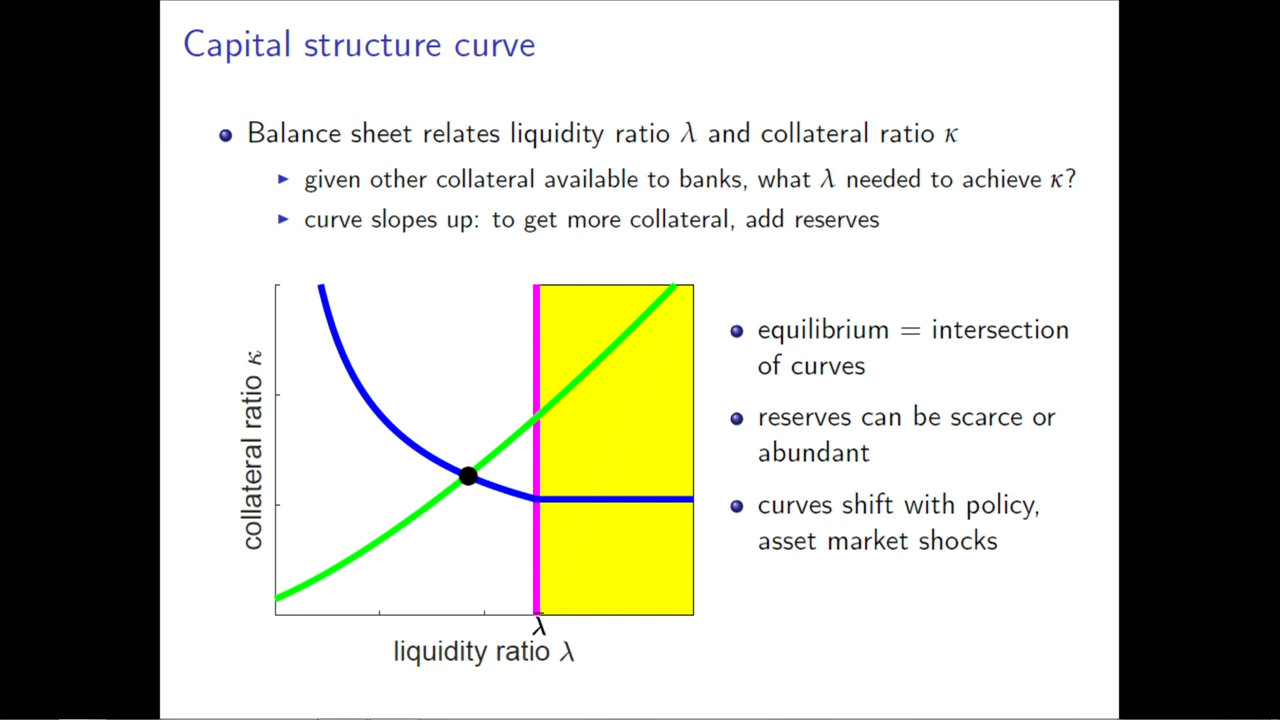 Capital structure curve
Balance sheet relates liquidity ratio λ and collateral ratio κ
given other collateral available to banks, what λ needed to achieve κ?
curve slopes up: to get more collateral, add reserves
equilibrium = intersection
of curves
reserves can be scarce or
abundant
curves shift with policy,
asset market shocks
collateral ratio κ
λ
liquidity ratio λ